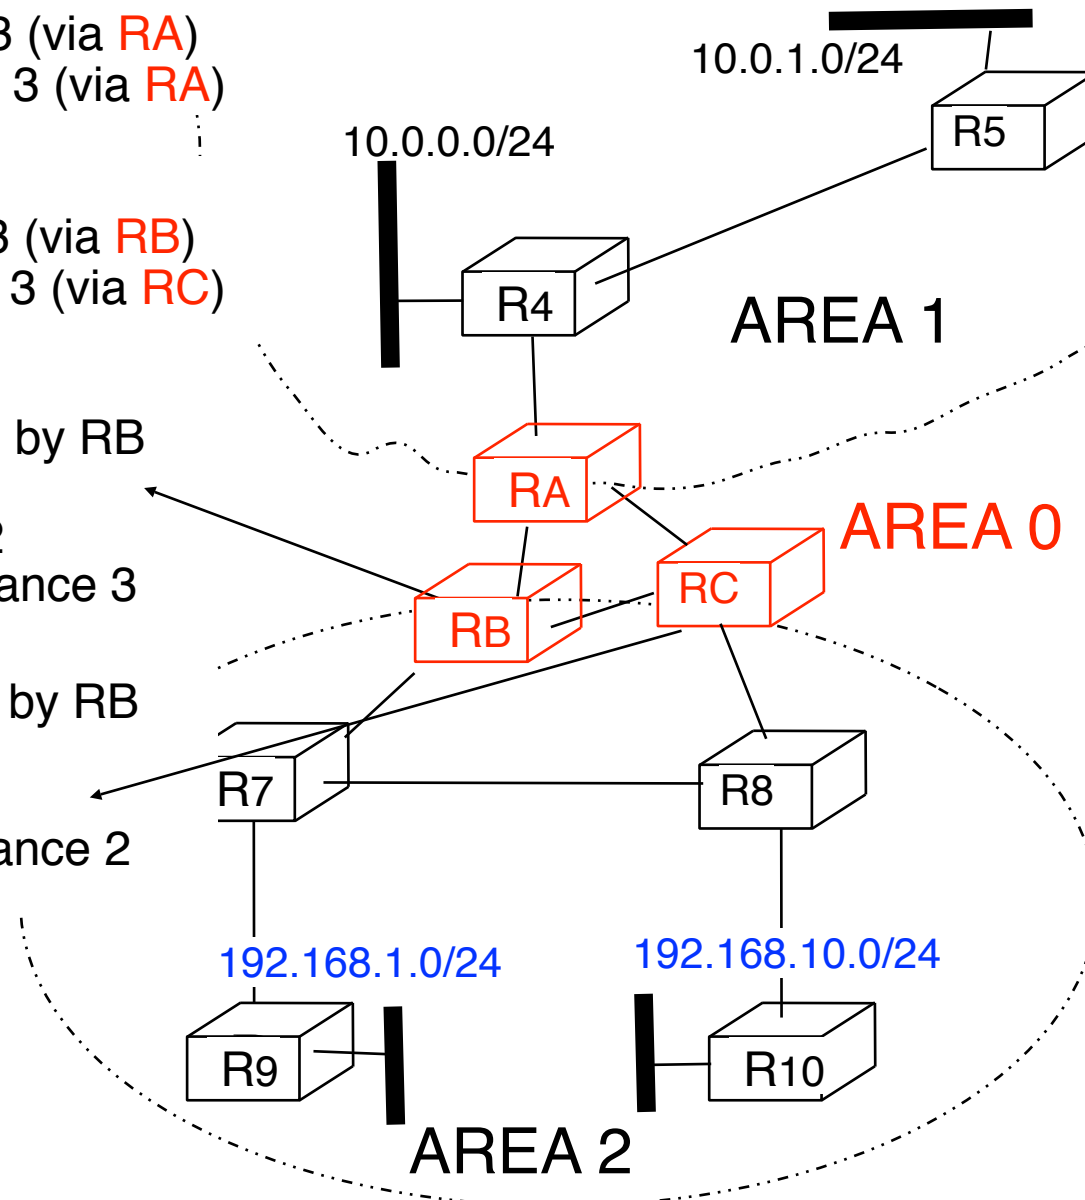 3 (via RA)
3 (via RA)
10.0.1.0/24
R5
10.0.0.0/24
3 (via RB)
3 (via RC)
R4
AREA 1
by RB
RA
AREA 0
2
ance 3
RC
RB
by RB
R7
R8
ance 2
192.168.1.0/24
192.168.10.0/24
R9
R10
AREA 2